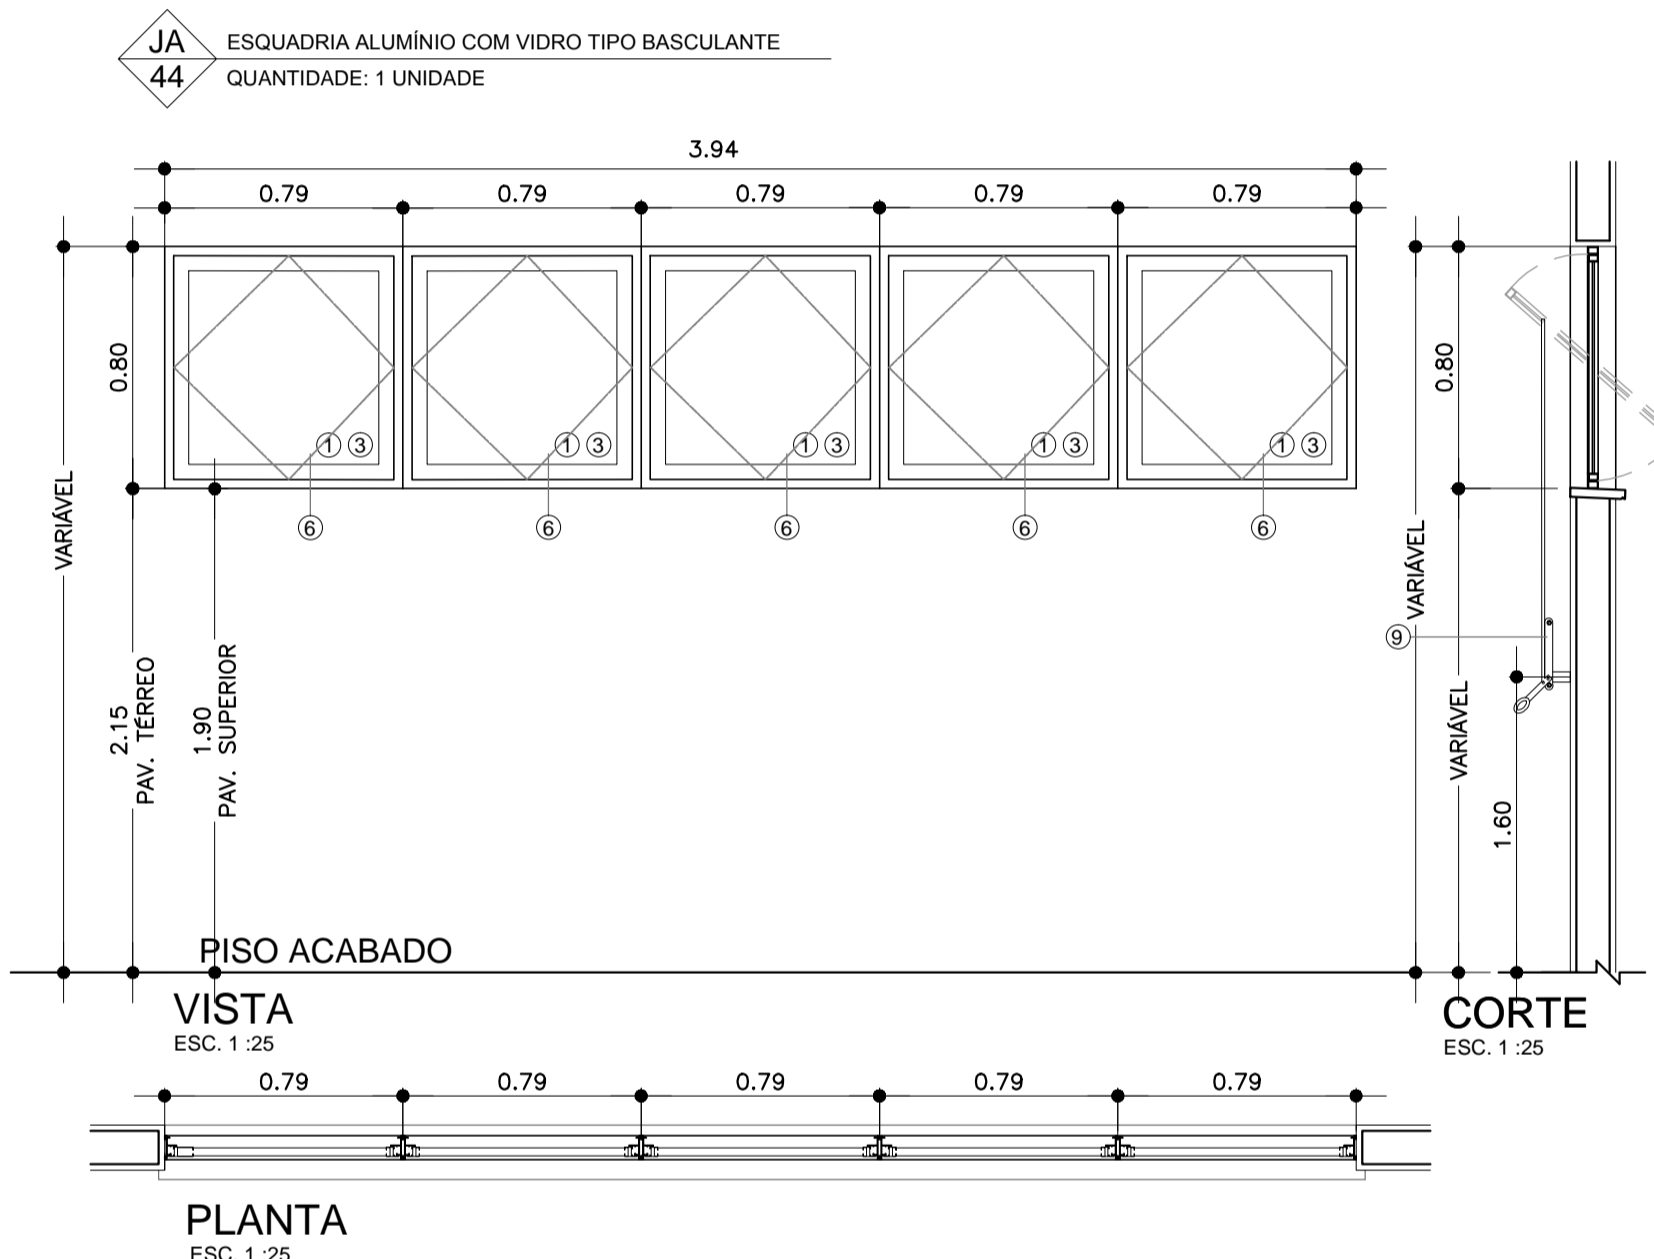 JA
44
ESQUADRIA ALUMÍNIO COM VIDRO TIPO BASCULANTE
QUANTIDADE: 1 UNIDADE
3.94
0.79 0.79 0.79 0.79 0.79
0.80
VARIÁVEL
2.15
PAV. TÉRREO
1.90
PAV. SUPERIOR
1 3 1 3 1 3 1 3 1 3
6 6 6 6 6
0.80
VARIÁVEL
9
VARIÁVEL
1.60
PISO ACABADO
VISTA
ESC. 1 :25
CORTE
ESC. 1 :25
0.79 0.79 0.79 0.79 0.79
PLANTA
ESC. 1 :25